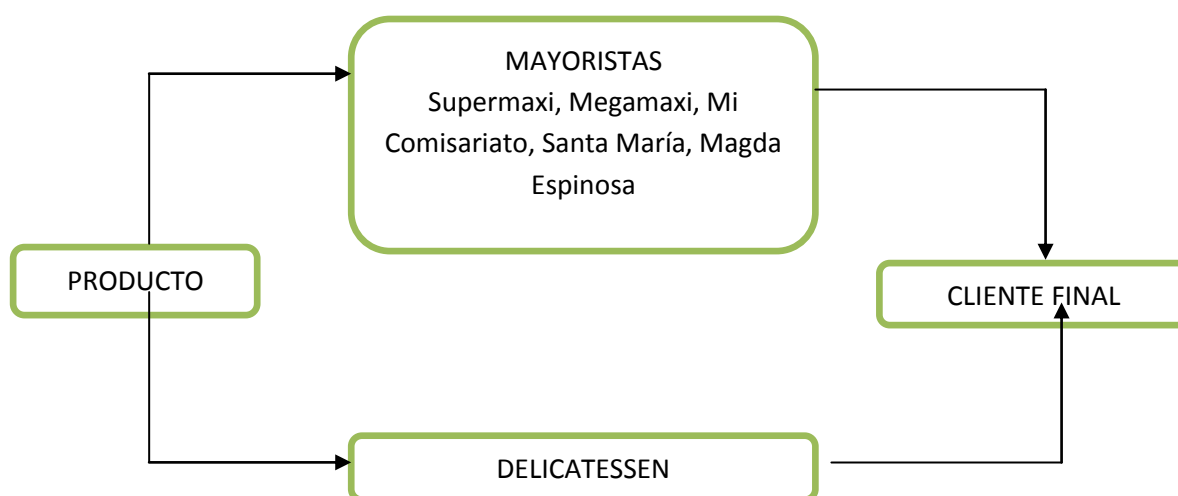 MAYORISTAS
Supermaxi, Megamaxi, Mi
Comisariato, Santa María, Magda
Espinosa
PRODUCTO
CLIENTE FINAL
DELICATESSEN